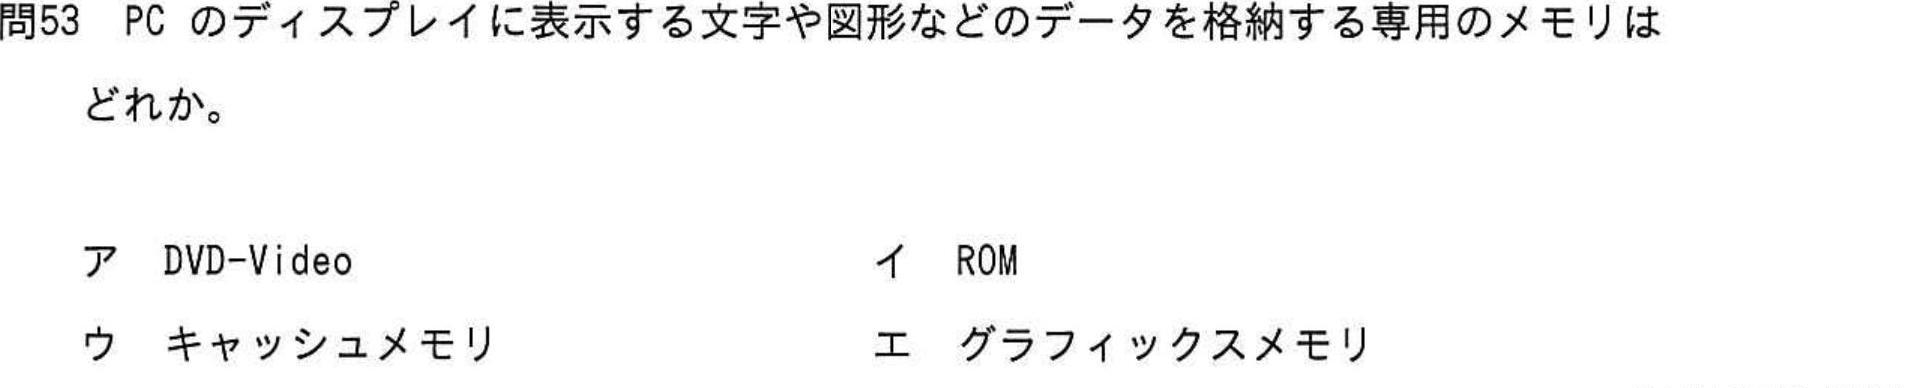 問53 PC のディスプレイに表示する文字や図形などのデータを格納する専用のメモリは
どれか。
ア DVD-Video イ ROM
ウ キャッシュメモリ エ グラフィックスメモリ